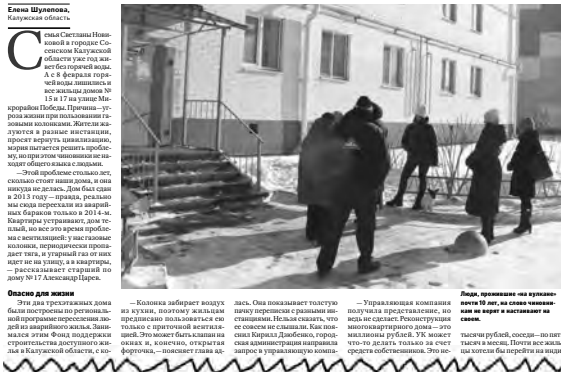 Елена Шулепова,
Калужская область
Семья Светланы Нови-
ковой в городке Со-
сенском Калужской
области уже год жи-
вет без горячей воды.
А с 8 февраля горя-
чей воды лишились и
все жильцы домов №
15 и 17 на улице Ми-
крорайон Победы. Причина — уг-
роза жизни при пользовании га-
зовыми колонками. Жители жа-
луются в разные инстанции,
просят вернуть цивилизацию,
мэрия пытается решить пробле-
му, но при этом чиновники не на-
ходят общего языка с людьми.
— Этой проблеме столько лет,
сколько стоят наши дома, и она
никуда не делась. Дом был сдан
в 2013 году — правда, реально
мы сюда переехали из аварий-
ных бараков только в 2014-м.
Квартиры устраивают, дом те-
плый, но все это время пробле-
ма с вентиляцией: у нас газовые
колонки, периодически пропа-
дает тяга, и угарный газ от них
идет не на улицу, а в квартиры,
— рассказывает старший по
дому № 17 Александр Царев.
Опасно для жизни
Эти два трехэтажных дома
были построены по региональ-
ной программе переселения лю-
дей из аварийного жилья. Зани-
мался этим Фонд поддержки
строительства доступного жи-
лья в Калужской области, с ко-
— Колонка забирает воздух
из кухни, поэтому жильцам
предписано пользоваться ею
только с приточной вентиля-
цией. Это может быть клапан на
окнах и, конечно, открытая
форточка, — поясняет глава ад-
лась. Она показывает толстую
пачку переписки с разными ин-
станциями. Нельзя сказать, что
ее совсем не слышали. Как пояс-
нил Кирилл Дзюбенко, город-
ская администрация направила
запрос в управляющую компа-
— Управляющая компания
получила представление, но
ведь не сделает. Реконструкция
многоквартирного дома — это
миллионы рублей. УК может
что-то делать только за счет
средств собственников. Это не-
Люди, прожившие «на вулкане»
почти 10 лет, на слово чиновни-
кам не верят и настаивают на
своем.
тысячи рублей, соседи — по пят
тысяч в месяц. Почти все жиль
цы хотели бы перейти на инди